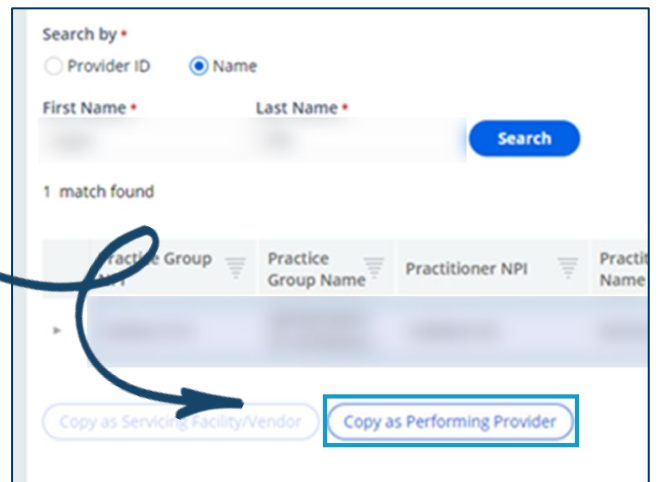 Search by •
Provider ID Name
First Name • Last Name •
Search
1 match found
Practice Group Practice Group Name Practitioner NPI Name
Copy as Servicing Facility/Vendor Copy as Performing Provider